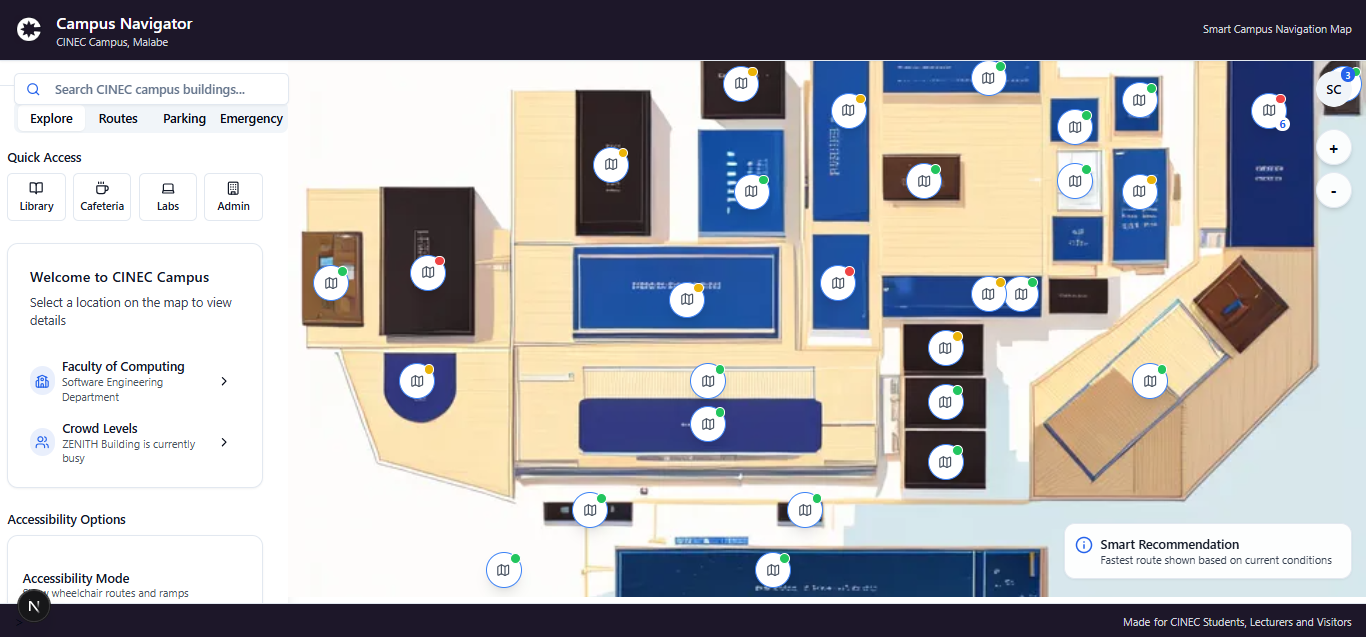 Campus Navigator
CINEC Campus, Malabe
Smart Campus Navigation Map
Search CINEC campus buildings...
Explore
Routes
Parking
Emergency
Quick Access
Library
Cafeteria
Labs
Admin
Welcome to CINEC Campus
Select a location on the map to view
details
Faculty of Computing
Software Engineering
Department
Crowd Levels
ZENITH Building is currently
busy
Accessibility Options
Accessibility Mode
wheelchair routes and ramps
N
3
SC
6
+
-
Smart Recommendation
Fastest route shown based on current conditions
Made for CINEC Students, Lecturers and Visitors